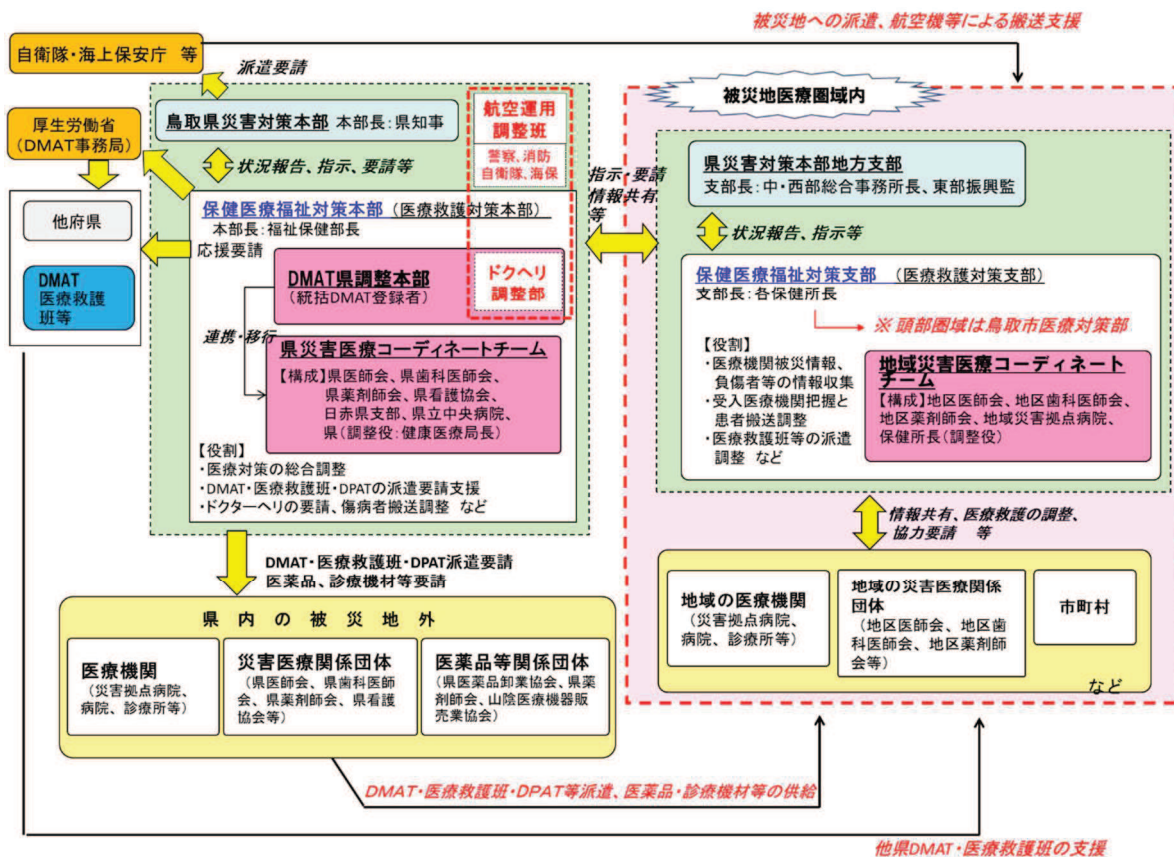 被災地への派遣、航空機等による搬送支援
自衛隊・海上保安庁 等
派遣要請
厚生労働省
(DMAT事務局)
他府県
DMAT
医療救護
班等
鳥取県災害対策本部 本部長:県知事
状況報告、指示、要請等
航空運用
調整班
警察、消防
自衛隊、海保
保健医療福祉対策本部 (医療救護対策本部)
本部長:福祉保健部長
応援要請
DMAT県調整本部
(統括DMAT登録者)
ドクヘリ
調整部
連携・移行
県災害医療コーディネートチーム
【構成】県医師会、県歯科医師会、
県薬剤師会、県看護協会、
日赤県支部、県立中央病院、
県(調整役:健康医療局長)
【役割】
・医療対策の総合調整
・DMAT・医療救護班・DPATの派遣要請支援
・ドクターヘリの要請、傷病者搬送調整 など
指示・要請
情報共有
等
被災地医療圏域内
県災害対策本部地方支部
支部長:中・西部総合事務所長、東部振興監
状況報告、指示等
保健医療福祉対策支部 (医療救護対策支部)
支部長:各保健所長
※ 頭部圏域は鳥取市医療対策部
【役割】
・医療機関被災情報、
負傷者等の情報収集
・受入医療機関把握と
患者搬送調整
・医療救護班等の派遣
調整 など
地域災害医療コーディネート
チーム
【構成】地区医師会、地区歯科医師会、
地区薬剤師会、地域災害拠点病院、
保健所長(調整役)
情報共有、医療救護の調整、
協力要請 等
地域の医療機関
(災害拠点病院、
病院、診療所等)
地域の災害医療関係
団体
(地区医師会、地区歯
科医師会、地区薬剤師
会等)
市町村
など
DMAT・医療救護班・DPAT派遣要請
医薬品、診療機材等要請
県内の被災地外
医療機関
(災害拠点病院、
病院、診療所等)
災害医療関係団体
(県医師会、県歯科医師
会、県薬剤師会、県看護
協会等)
医薬品等関係団体
(県医薬品卸業協会、県薬
剤師会、山陰医療機器販
売業協会)
DMAT・医療救護班・DPAT等派遣、医薬品・診療機材等の供給
他県DMAT・医療救護班の支援